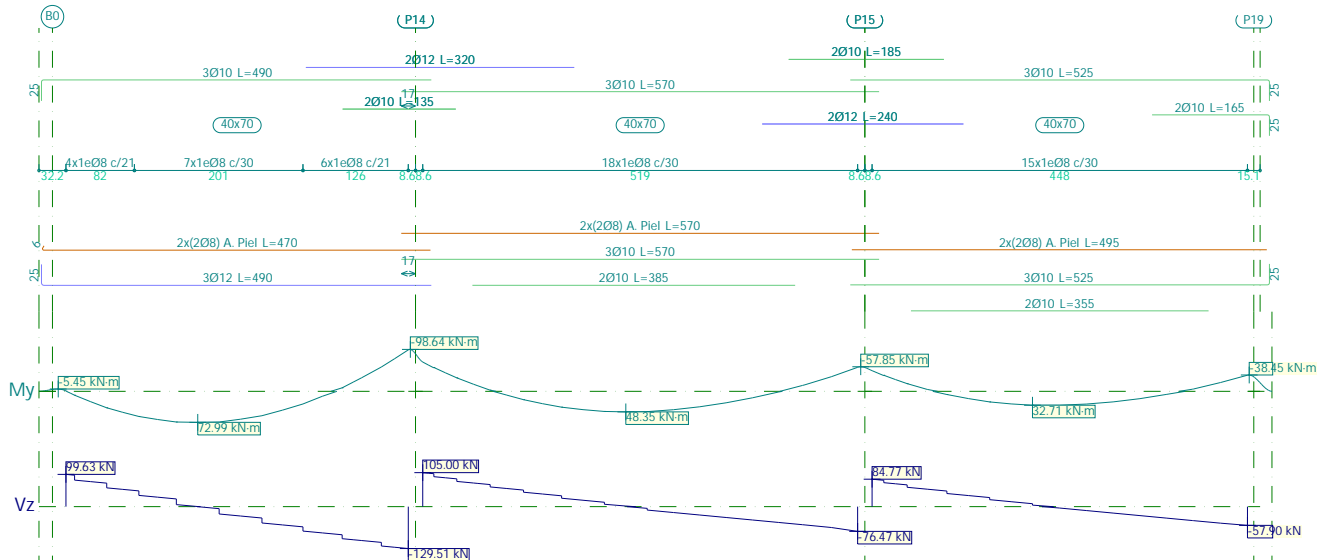 B0 P14 P15 P19
2Ø10 L=185
2Ø12 L=320
3Ø10 L=490 3Ø10 L=525
3Ø10 L=570
25 25
17
2Ø10 L=135 2Ø10 L=165
2Ø12 L=240
40x70 40x70 40x70
25
4x1eØ8 c/21 7x1eØ8 c/30 6x1eØ8 c/21 18x1eØ8 c/30 15x1eØ8 c/30
32.2 82 201 126 8.6 8.6 519 8.6 8.6 448 15.1
2x(2Ø8) A. Piel L=570
6 2x(2Ø8) A. Piel L=470 2x(2Ø8) A. Piel L=495
3Ø10 L=570
17
25 3Ø12 L=490 2Ø10 L=385 3Ø10 L=525 25
2Ø10 L=355
-98.64 kN·m
-57.85 kN·m
-38.45 kN·m
-5.45 kN·m
My
32.71 kN·m
48.35 kN·m
72.99 kN·m
99.63 kN 105.00 kN 84.77 kN
Vz
-57.90 kN
-76.47 kN
-129.51 kN